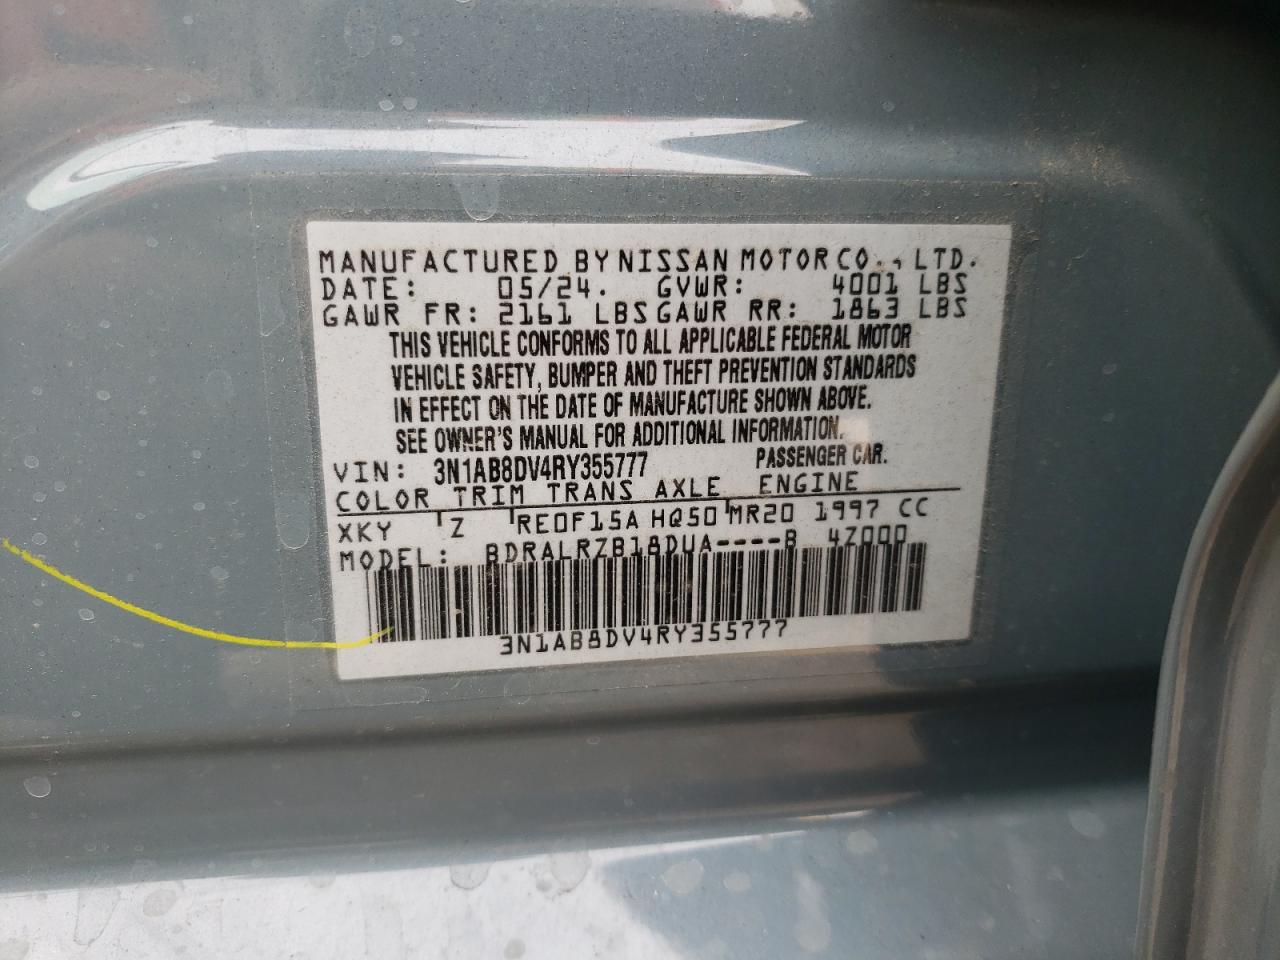 MANUFACTURED BY NISSAN MOTOR CO., LTD.
DATE: 05/24. GVWR: 4001 LBS
GAWR FR: 2161 LBS GAWR RR: 1863 LBS
THIS VEHICLE CONFORMS TO ALL APPLICABLE FEDERAL MOTOR
VEHICLE SAFETY, BUMPER AND THEFT PREVENTION STANDARDS
IN EFFECT ON THE DATE OF MANUFACTURE SHOWN ABOVE.
SEE OWNER'S MANUAL FOR ADDITIONAL INFORMATION.
VIN: 3N1AB8DV4RY355777 PASSENGER CAR.
COLOR TRIM TRANS AXLE ENGINE
XKY Z RE0F15A HQ50 MR20 1997 CC
MODEL: BDRALRZB18DUA----B 4Z000
3N1AB8DV4RY355777